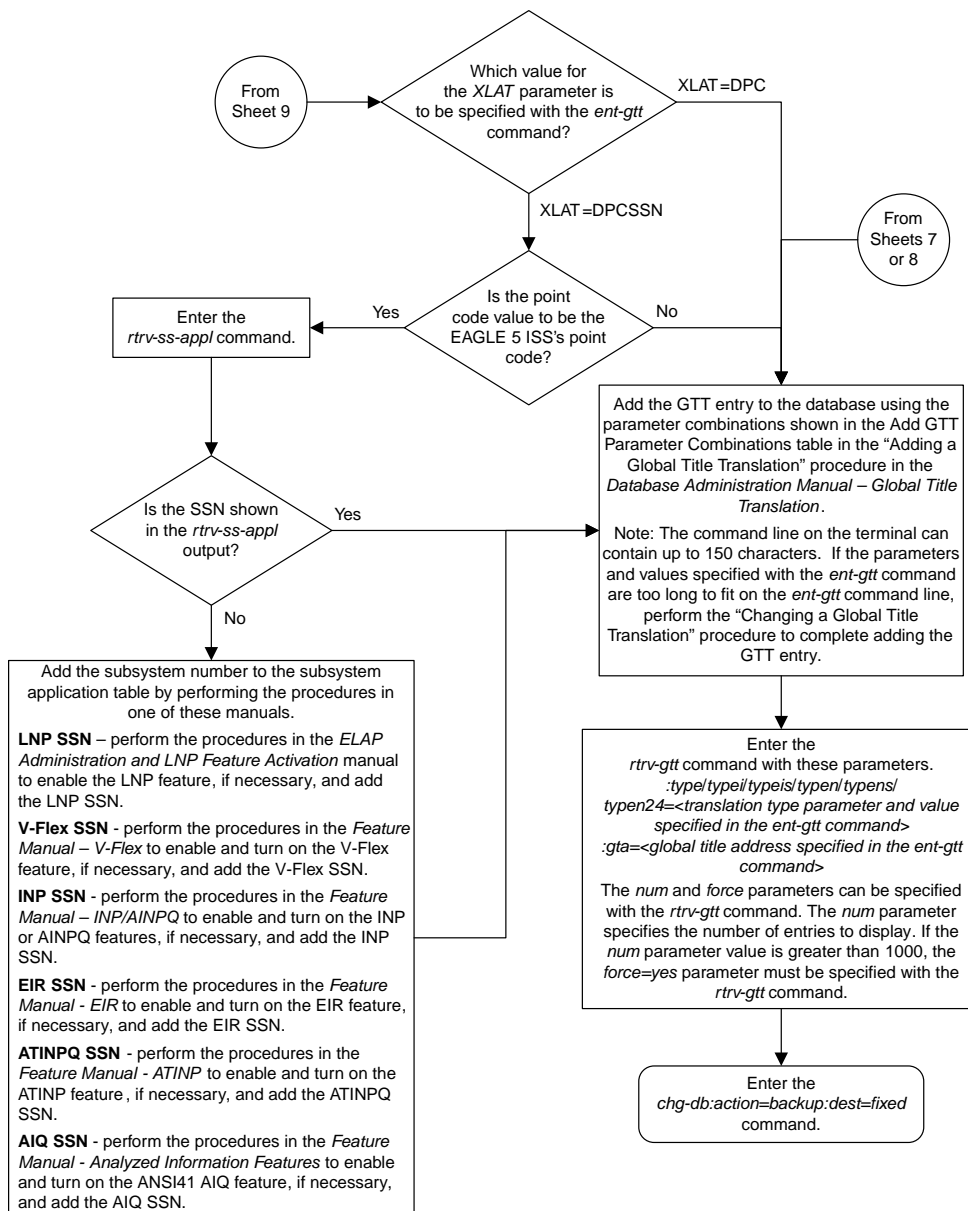 From
Sheet 9
Which value for
the XLAT parameter is
to be specified with the ent-gtt
command?
XLAT=DPC
XLAT=DPCSSN
From
Sheets 7
or 8
Is the point
code value to be the
EAGLE 5 ISS's point
code?
Yes
No
Enter the
rtrv-ss-appl command.
Is the SSN shown
in the rtrv-ss-appl
output?
Yes
No
Add the GTT entry to the database using the
parameter combinations shown in the Add GTT
Parameter Combinations table in the “Adding a
Global Title Translation” procedure in the
Database Administration Manual – Global Title
Translation.
Note: The command line on the terminal can
contain up to 150 characters. If the parameters
and values specified with the ent-gtt command
are too long to fit on the ent-gtt command line,
perform the “Changing a Global Title
Translation” procedure to complete adding the
GTT entry.
Add the subsystem number to the subsystem
application table by performing the procedures in
one of these manuals.
LNP SSN – perform the procedures in the ELAP
Administration and LNP Feature Activation manual
to enable the LNP feature, if necessary, and add
the LNP SSN.
V-Flex SSN - perform the procedures in the Feature
Manual – V-Flex to enable and turn on the V-Flex
feature, if necessary, and add the V-Flex SSN.
INP SSN - perform the procedures in the Feature
Manual – INP/AINPQ to enable and turn on the INP
or AINPQ features, if necessary, and add the INP
SSN.
EIR SSN - perform the procedures in the Feature
Manual - EIR to enable and turn on the EIR feature,
if necessary, and add the EIR SSN.
ATINPQ SSN - perform the procedures in the
Feature Manual - ATINP to enable and turn on the
ATINP feature, if necessary, and add the ATINPQ
SSN.
AIQ SSN - perform the procedures in the Feature
Manual - Analyzed Information Features to enable
and turn on the ANSI41 AIQ feature, if necessary,
and add the AIQ SSN.
Enter the
rtrv-gtt command with these parameters.
:type/typei/typeis/typen/typens/
typen24=<translation type parameter and value
specified in the ent-gtt command>
:gta=<global title address specified in the ent-gtt
command>
The num and force parameters can be specified
with the rtrv-gtt command. The num parameter
specifies the number of entries to display. If the
num parameter value is greater than 1000, the
force=yes parameter must be specified with the
rtrv-gtt command.
Enter the
chg-db:action=backup:dest=fixed
command.